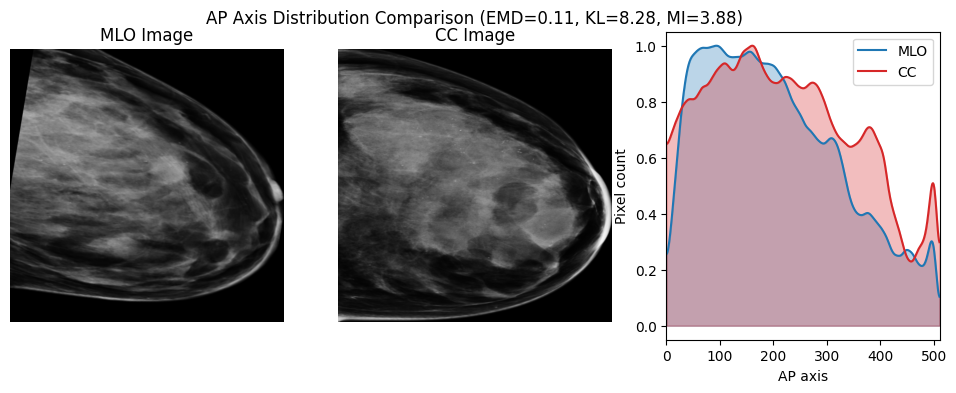 AP Axis Distribution Comparison (EMD=0.11, KL=8.28, MI=3.88)
MLO Image
CC Image
MLO
CC
1.0
0.8
0.6
0.4
0.2
0.0
Pixel count
0 100 200 300 400 500
AP axis